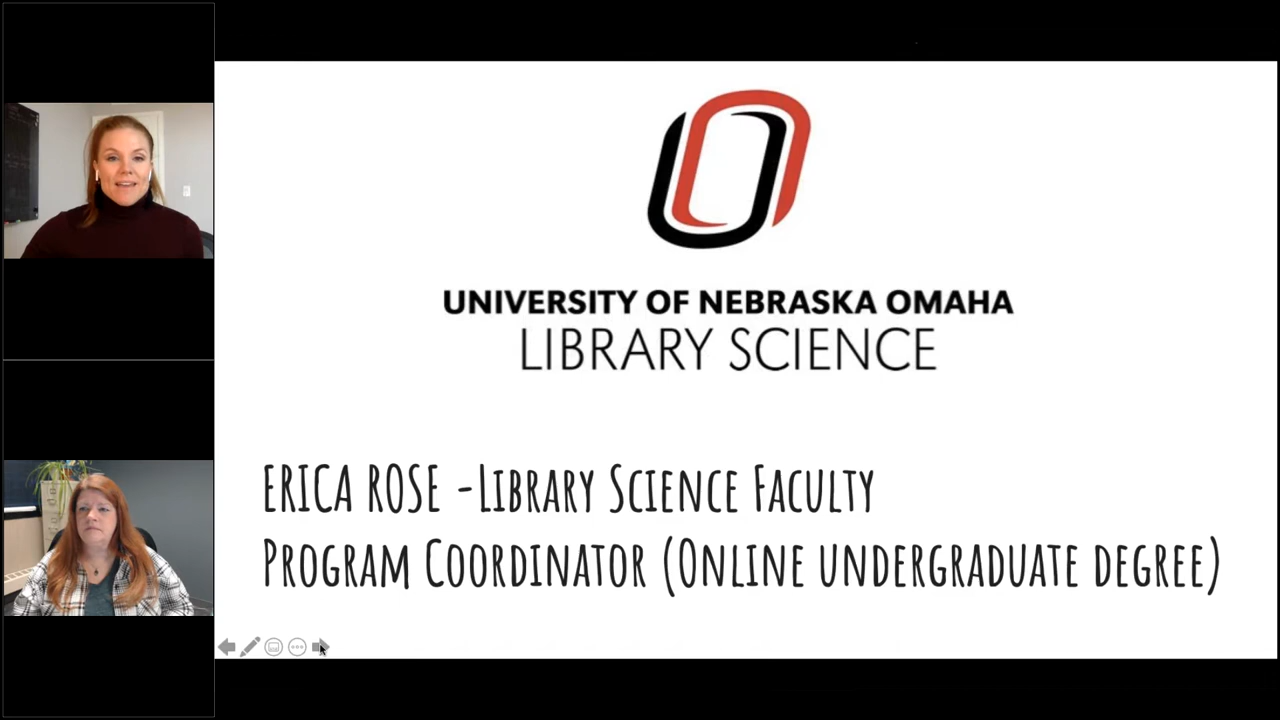 UNIVERSITY OF NEBRASKA OMAHA
LIBRARY SCIENCE
ERICA ROSE -LIBRARY SCIENCE FACULTY
PROGRAM COORDINATOR (ONLINE UNDERGRADUATE DEGREE)